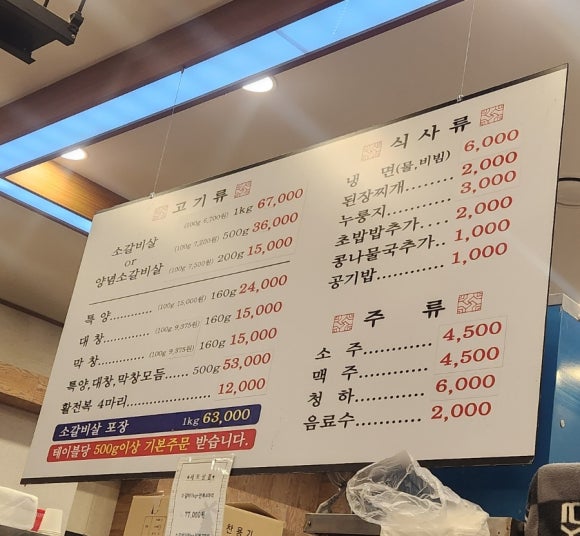 고기류
소갈비살
or
양념소갈비살
(100g 6,700원) 1kg 67,000
(100g 7,200원) 500g 36,000
(100g 7,500원) 200g 15,000
특 양............(100g 15,000원) 160g 24,000
대 창............(100g 9,375원) 160g 15,000
막 창............(100g 9,375원) 160g 15,000
특양,대창,막창모듬...... 500g 53,000
활전복 4마리.............. 12,000
소갈비살 포장 1kg 63,000
테이블당 500g이상 기본주문 받습니다.
식사류
냉 면(물,비빔) 6,000
된장찌개........ 2,000
누룽지........... 3,000
초밥밥추가... 2,000
콩나물국추가.. 1,000
공기밥............ 1,000
주 류
소 주............ 4,500
맥 주............ 4,500
청 하............ 6,000
음료수........... 2,000
77,000원
천용기